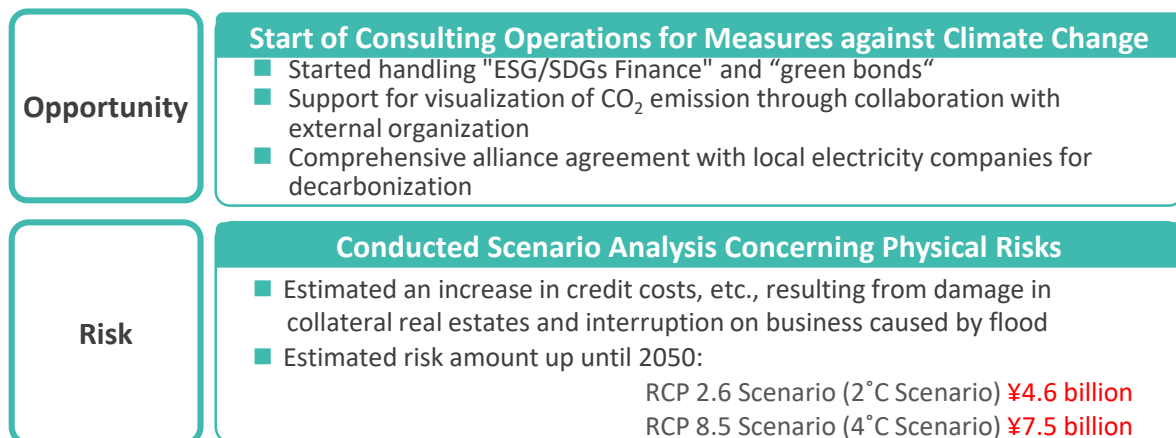 Opportunity
Start of Consulting Operations for Measures against Climate Change
■ Started handling "ESG/SDGs Finance" and “green bonds“
■ Support for visualization of CO₂ emission through collaboration with
external organization
■ Comprehensive alliance agreement with local electricity companies for
decarbonization
Risk
Conducted Scenario Analysis Concerning Physical Risks
■ Estimated an increase in credit costs, etc., resulting from damage in
collateral real estates and interruption on business caused by flood
■ Estimated risk amount up until 2050:
RCP 2.6 Scenario (2˚C Scenario) ¥4.6 billion
RCP 8.5 Scenario (4˚C Scenario) ¥7.5 billion